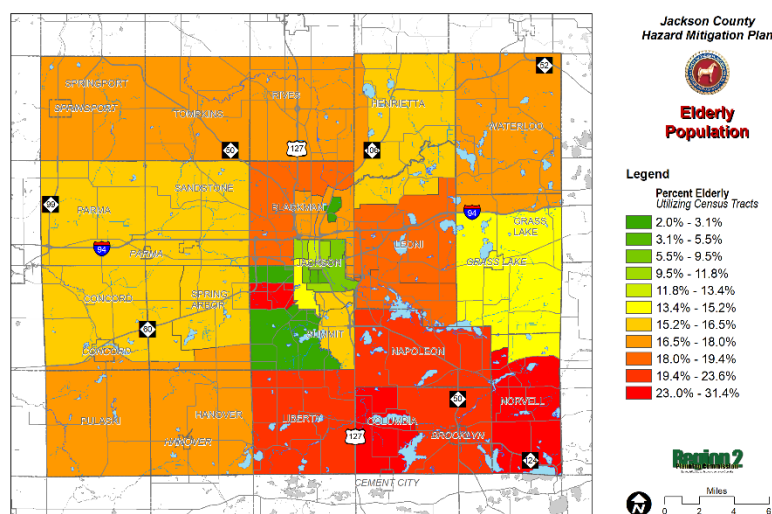 Jackson County
Hazard Mitigation Plan
Elderly
Population
Legend
Percent Elderly
Utilizing Census Tracts
2.0% - 3.1%
3.1% - 5.5%
5.5% - 9.5%
9.5% - 11.8%
11.8% - 13.4%
13.4% - 15.2%
15.2% - 16.5%
16.5% - 18.0%
18.0% - 19.4%
19.4% - 23.6%
23..0% - 31.4%
Region 2
Planning Commission
Miles
0 2 4 6
N
52
SPRINGPORT
RIVES
HENRIETTA
SPRINGPORT
TOMPKINS
WATERLOO
127
50
106
SANDSTONE
99
PARMA
BLACKMAN
94
GRASS
LAKE
94
LEONI
PARMA
JACKSON
GRASS LAKE
CONCORD
SPRING
ARBOR
60
SUMMIT
CONCORD
NAPOLEON
50
NORVELL
PULASKI
HANOVER
LIBERTY
COLUMBIA
127
BROOKLYN
HANOVER
124
CEMENT CITY